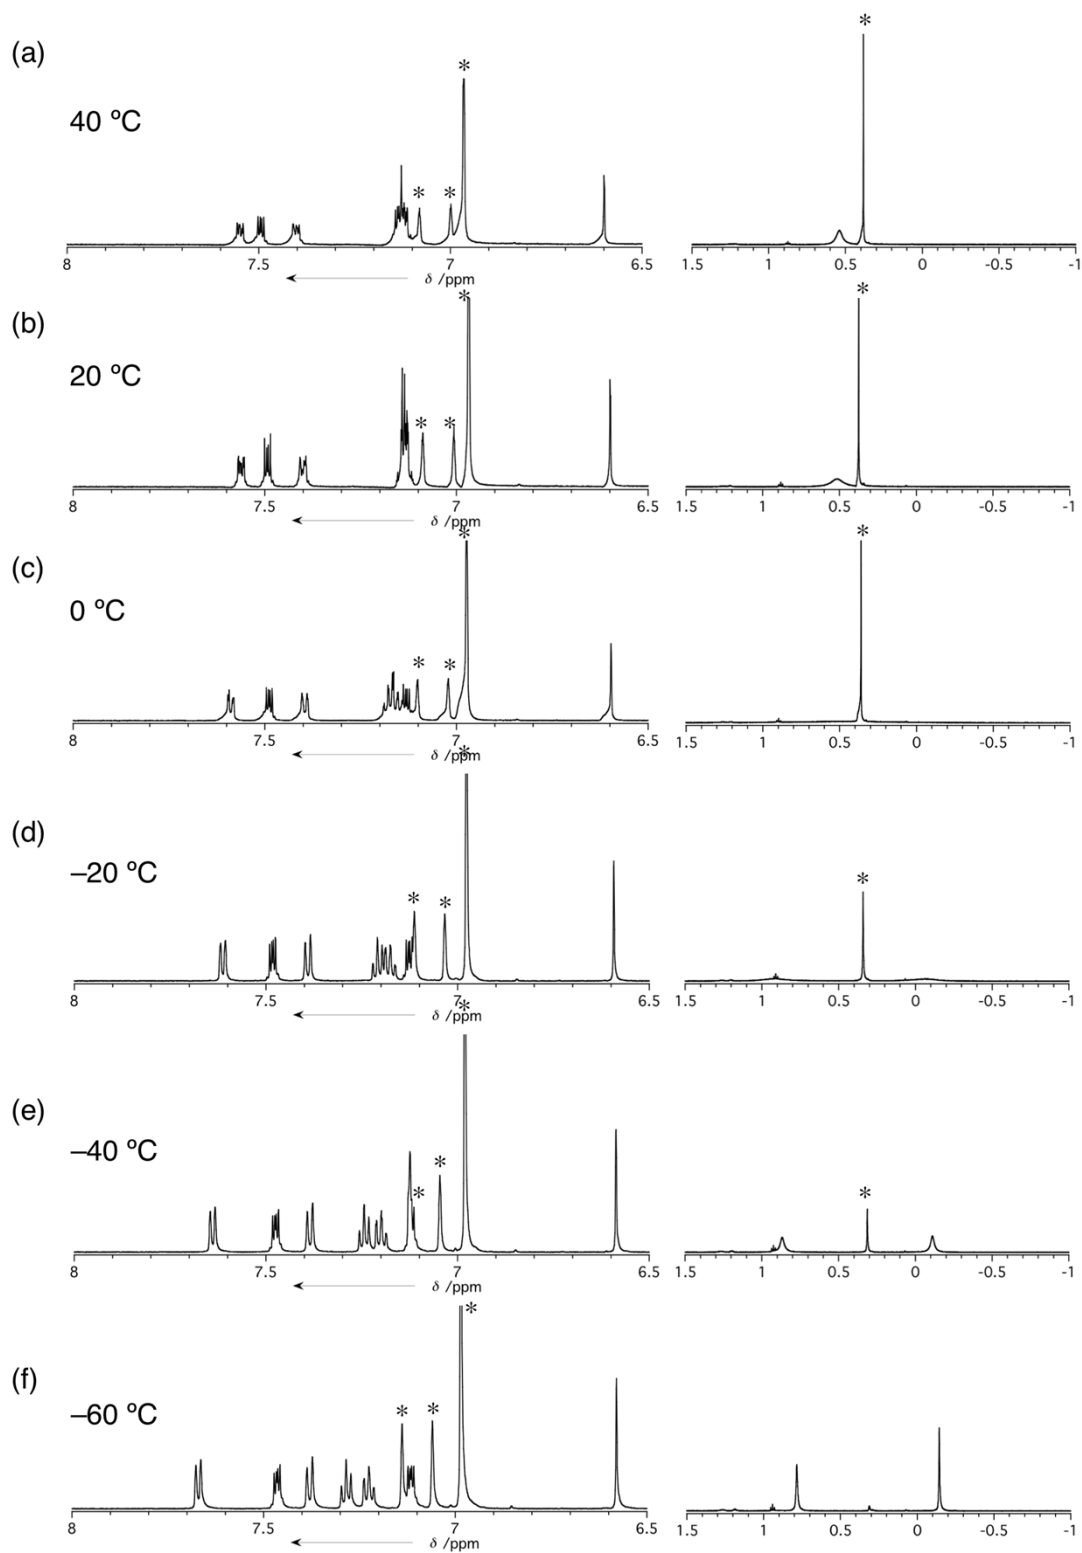 (a)
40 ºC
* * * *
*
8 7.5 7 6.5
δ /ppm
1.5 1 0.5 0 -0.5 -1
(b)
20 ºC
* * * *
*
8 7.5 7 6.5
δ /ppm
1.5 1 0.5 0 -0.5 -1
(c)
0 ºC
* * * *
*
8 7.5 7 6.5
δ /ppm
1.5 1 0.5 0 -0.5 -1
(d)
–20 ºC
* * * *
*
8 7.5 7 6.5
δ /ppm
1.5 1 0.5 0 -0.5 -1
(e)
–40 ºC
* * * *
*
8 7.5 7 6.5
δ /ppm
1.5 1 0.5 0 -0.5 -1
(f)
–60 ºC
* * *
8 7.5 7 6.5
δ /ppm
1.5 1 0.5 0 -0.5 -1